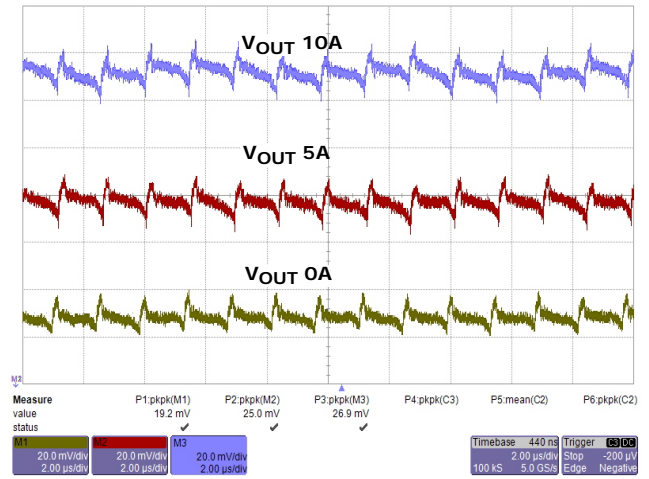 VOUT 10A
VOUT 5A
VOUT 0A
M3
Measure P1:pkpk(M1) P2:pkpk(M2) P3:pkpk(M3) P4:pkpk(C3) P5:mean(C2) P6:pkpk(C2)
value 19.2 mV 25.0 mV 26.9 mV
status ✔ ✔ ✔
M1 M2 M3
20.0 mV/div 20.0 mV/div 20.0 mV/div
2.00 µs/div 2.00 µs/div 2.00 µs/div
Timebase 440 ns Trigger C3 DC
2.00 µs/div Stop -200 µV
100 kS 5.0 GS/s Edge Negative